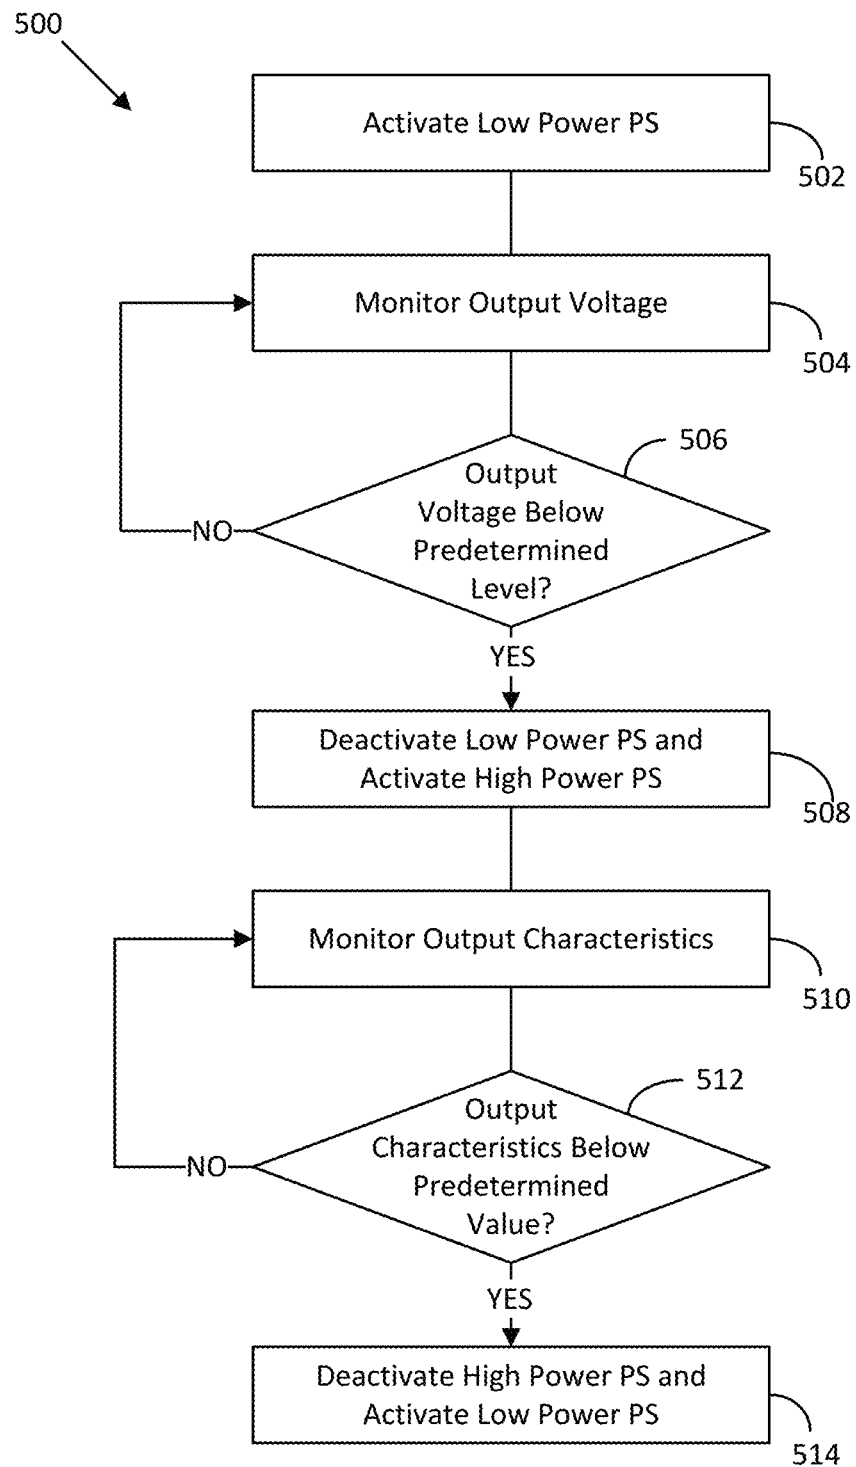 500
Activate Low Power PS
502
Monitor Output Voltage
504
506
Output
Voltage Below
Predetermined
Level?
NO
YES
Deactivate Low Power PS and
Activate High Power PS
508
Monitor Output Characteristics
510
512
Output
Characteristics Below
Predetermined
Value?
NO
YES
Deactivate High Power PS and
Activate Low Power PS
514